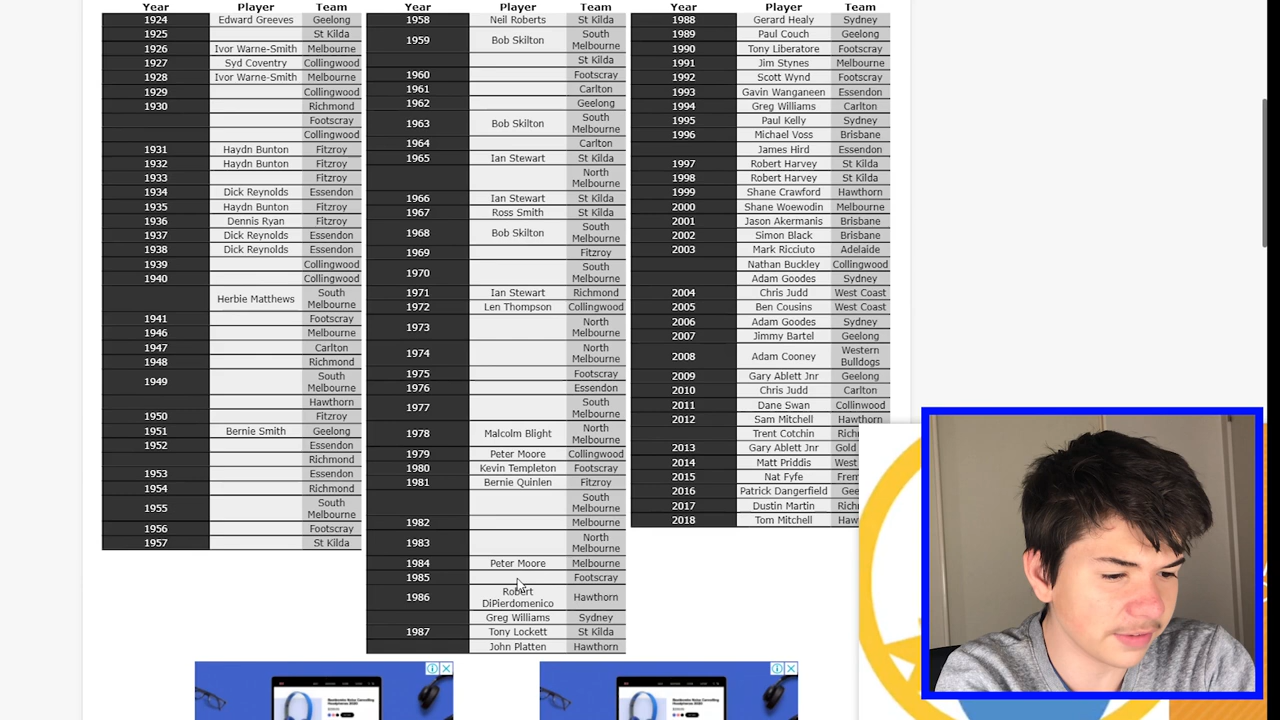 Year Player Team
1924 Edward Greeves Geelong
1925 St Kilda
1926 Ivor Warne-Smith Melbourne
1927 Syd Coventry Collingwood
1928 Ivor Warne-Smith Melbourne
1929 Collingwood
1930 Richmond
Footscray
Collingwood
1931 Haydn Bunton Fitzroy
1932 Haydn Bunton Fitzroy
1933 Fitzroy
1934 Dick Reynolds Essendon
1935 Haydn Bunton Fitzroy
1936 Dennis Ryan Fitzroy
1937 Dick Reynolds Essendon
1938 Dick Reynolds Essendon
1939 Collingwood
1940 Collingwood
Herbie Matthews South
Melbourne
1941 Footscray
1946 Melbourne
1947 Carlton
1948 Richmond
1949 South
Melbourne
Hawthorn
1950 Fitzroy
1951 Bernie Smith Geelong
1952 Essendon
Richmond
1953 Essendon
1954 Richmond
1955 South
Melbourne
1956 Footscray
1957 St Kilda
Year Player Team
1958 Neil Roberts St Kilda
1959 Bob Skilton South
Melbourne
St Kilda
1960 Footscray
1961 Carlton
1962 Geelong
1963 Bob Skilton South
Melbourne
1964 Carlton
1965 Ian Stewart St Kilda
North
Melbourne
1966 Ian Stewart St Kilda
1967 Ross Smith St Kilda
1968 Bob Skilton South
Melbourne
1969 Fitzroy
1970 South
Melbourne
1971 Ian Stewart Richmond
1972 Len Thompson Collingwood
1973 North
Melbourne
1974 North
Melbourne
1975 Footscray
1976 Essendon
1977 South
Melbourne
1978 Malcolm Blight North
Melbourne
1979 Peter Moore Collingwood
1980 Kevin Templeton Footscray
1981 Bernie Quinlen Fitzroy
South
Melbourne
1982 Melbourne
1983 North
Melbourne
1984 Peter Moore Melbourne
1985 Footscray
1986 Robert
DiPierdomenico Hawthorn
Greg Williams Sydney
1987 Tony Lockett St Kilda
John Platten Hawthorn
Year Player Team
1988 Gerard Healy Sydney
1989 Paul Couch Geelong
1990 Tony Liberatore Footscray
1991 Jim Stynes Melbourne
1992 Scott Wynd Footscray
1993 Gavin Wanganeen Essendon
1994 Greg Williams Carlton
1995 Paul Kelly Sydney
1996 Michael Voss Brisbane
James Hird Essendon
1997 Robert Harvey St Kilda
1998 Robert Harvey St Kilda
1999 Shane Crawford Hawthorn
2000 Shane Woewodin Melbourne
2001 Jason Akermanis Brisbane
2002 Simon Black Brisbane
2003 Mark Ricciuto Adelaide
Nathan Buckley Collingwood
Adam Goodes Sydney
2004 Chris Judd West Coast
2005 Ben Cousins West Coast
2006 Adam Goodes Sydney
2007 Jimmy Bartel Geelong
2008 Adam Cooney Western
Bulldogs
2009 Gary Ablett Jnr Geelong
2010 Chris Judd Carlton
2011 Dane Swan Collinwood
2012 Sam Mitchell Hawthorn
Trent Cotchin Rich
2013 Gary Ablett Jnr Gold
2014 Matt Priddis West
2015 Nat Fyfe Frem
2016 Patrick Dangerfield Gee
2017 Dustin Martin Rich
2018 Tom Mitchell Haw